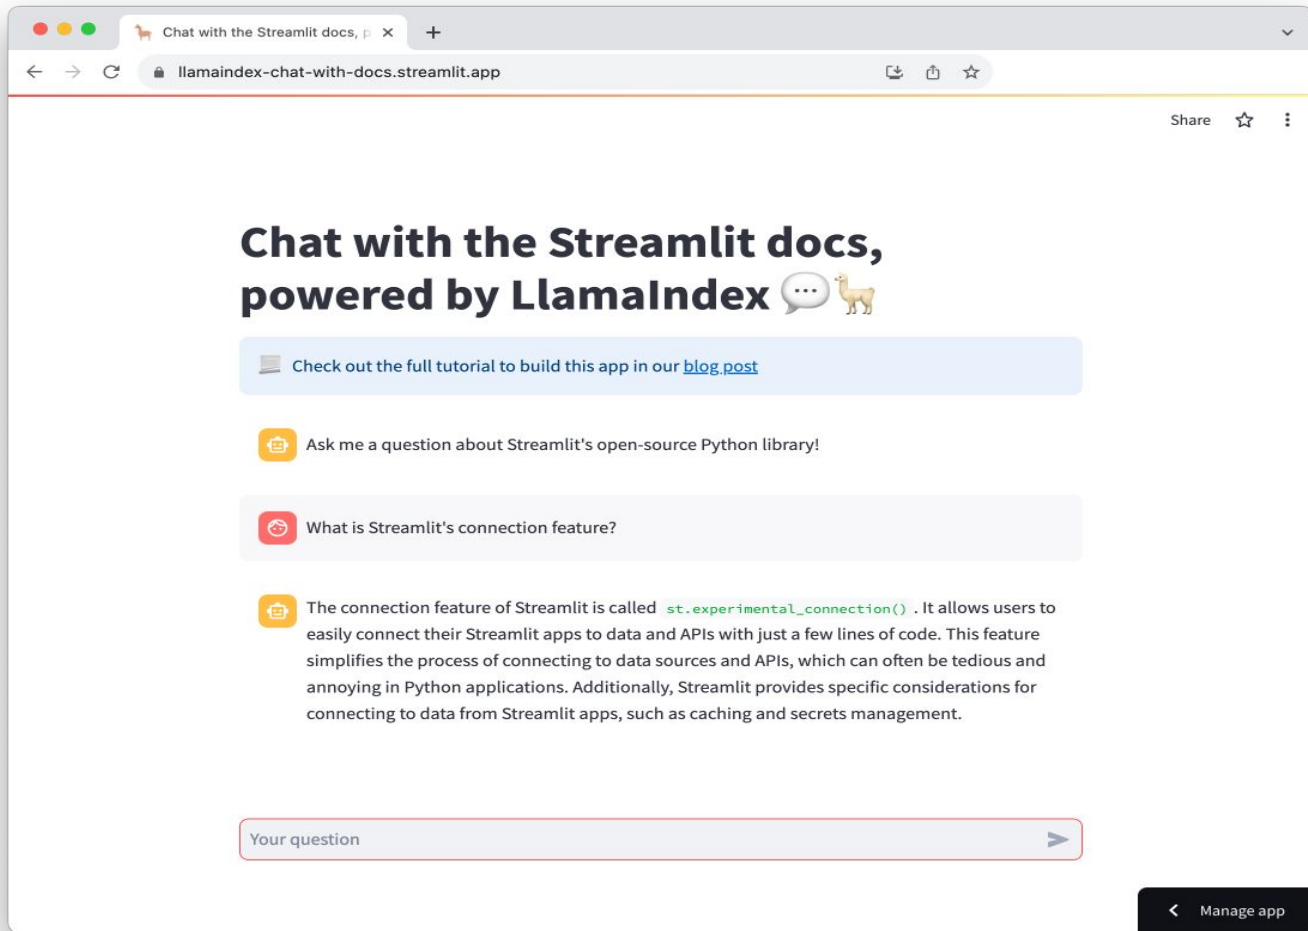 Chat with the Streamlit docs, p
llamaindex-chat-with-docs.streamlit.app
Share
Chat with the Streamlit docs,
powered by LlamaIndex
Check out the full tutorial to build this app in our blog post
Ask me a question about Streamlit's open-source Python library!
What is Streamlit's connection feature?
The connection feature of Streamlit is called st.experimental_connection() . It allows users to
easily connect their Streamlit apps to data and APIs with just a few lines of code. This feature
simplifies the process of connecting to data sources and APIs, which can often be tedious and
annoying in Python applications. Additionally, Streamlit provides specific considerations for
connecting to data from Streamlit apps, such as caching and secrets management.
Your question
Manage app